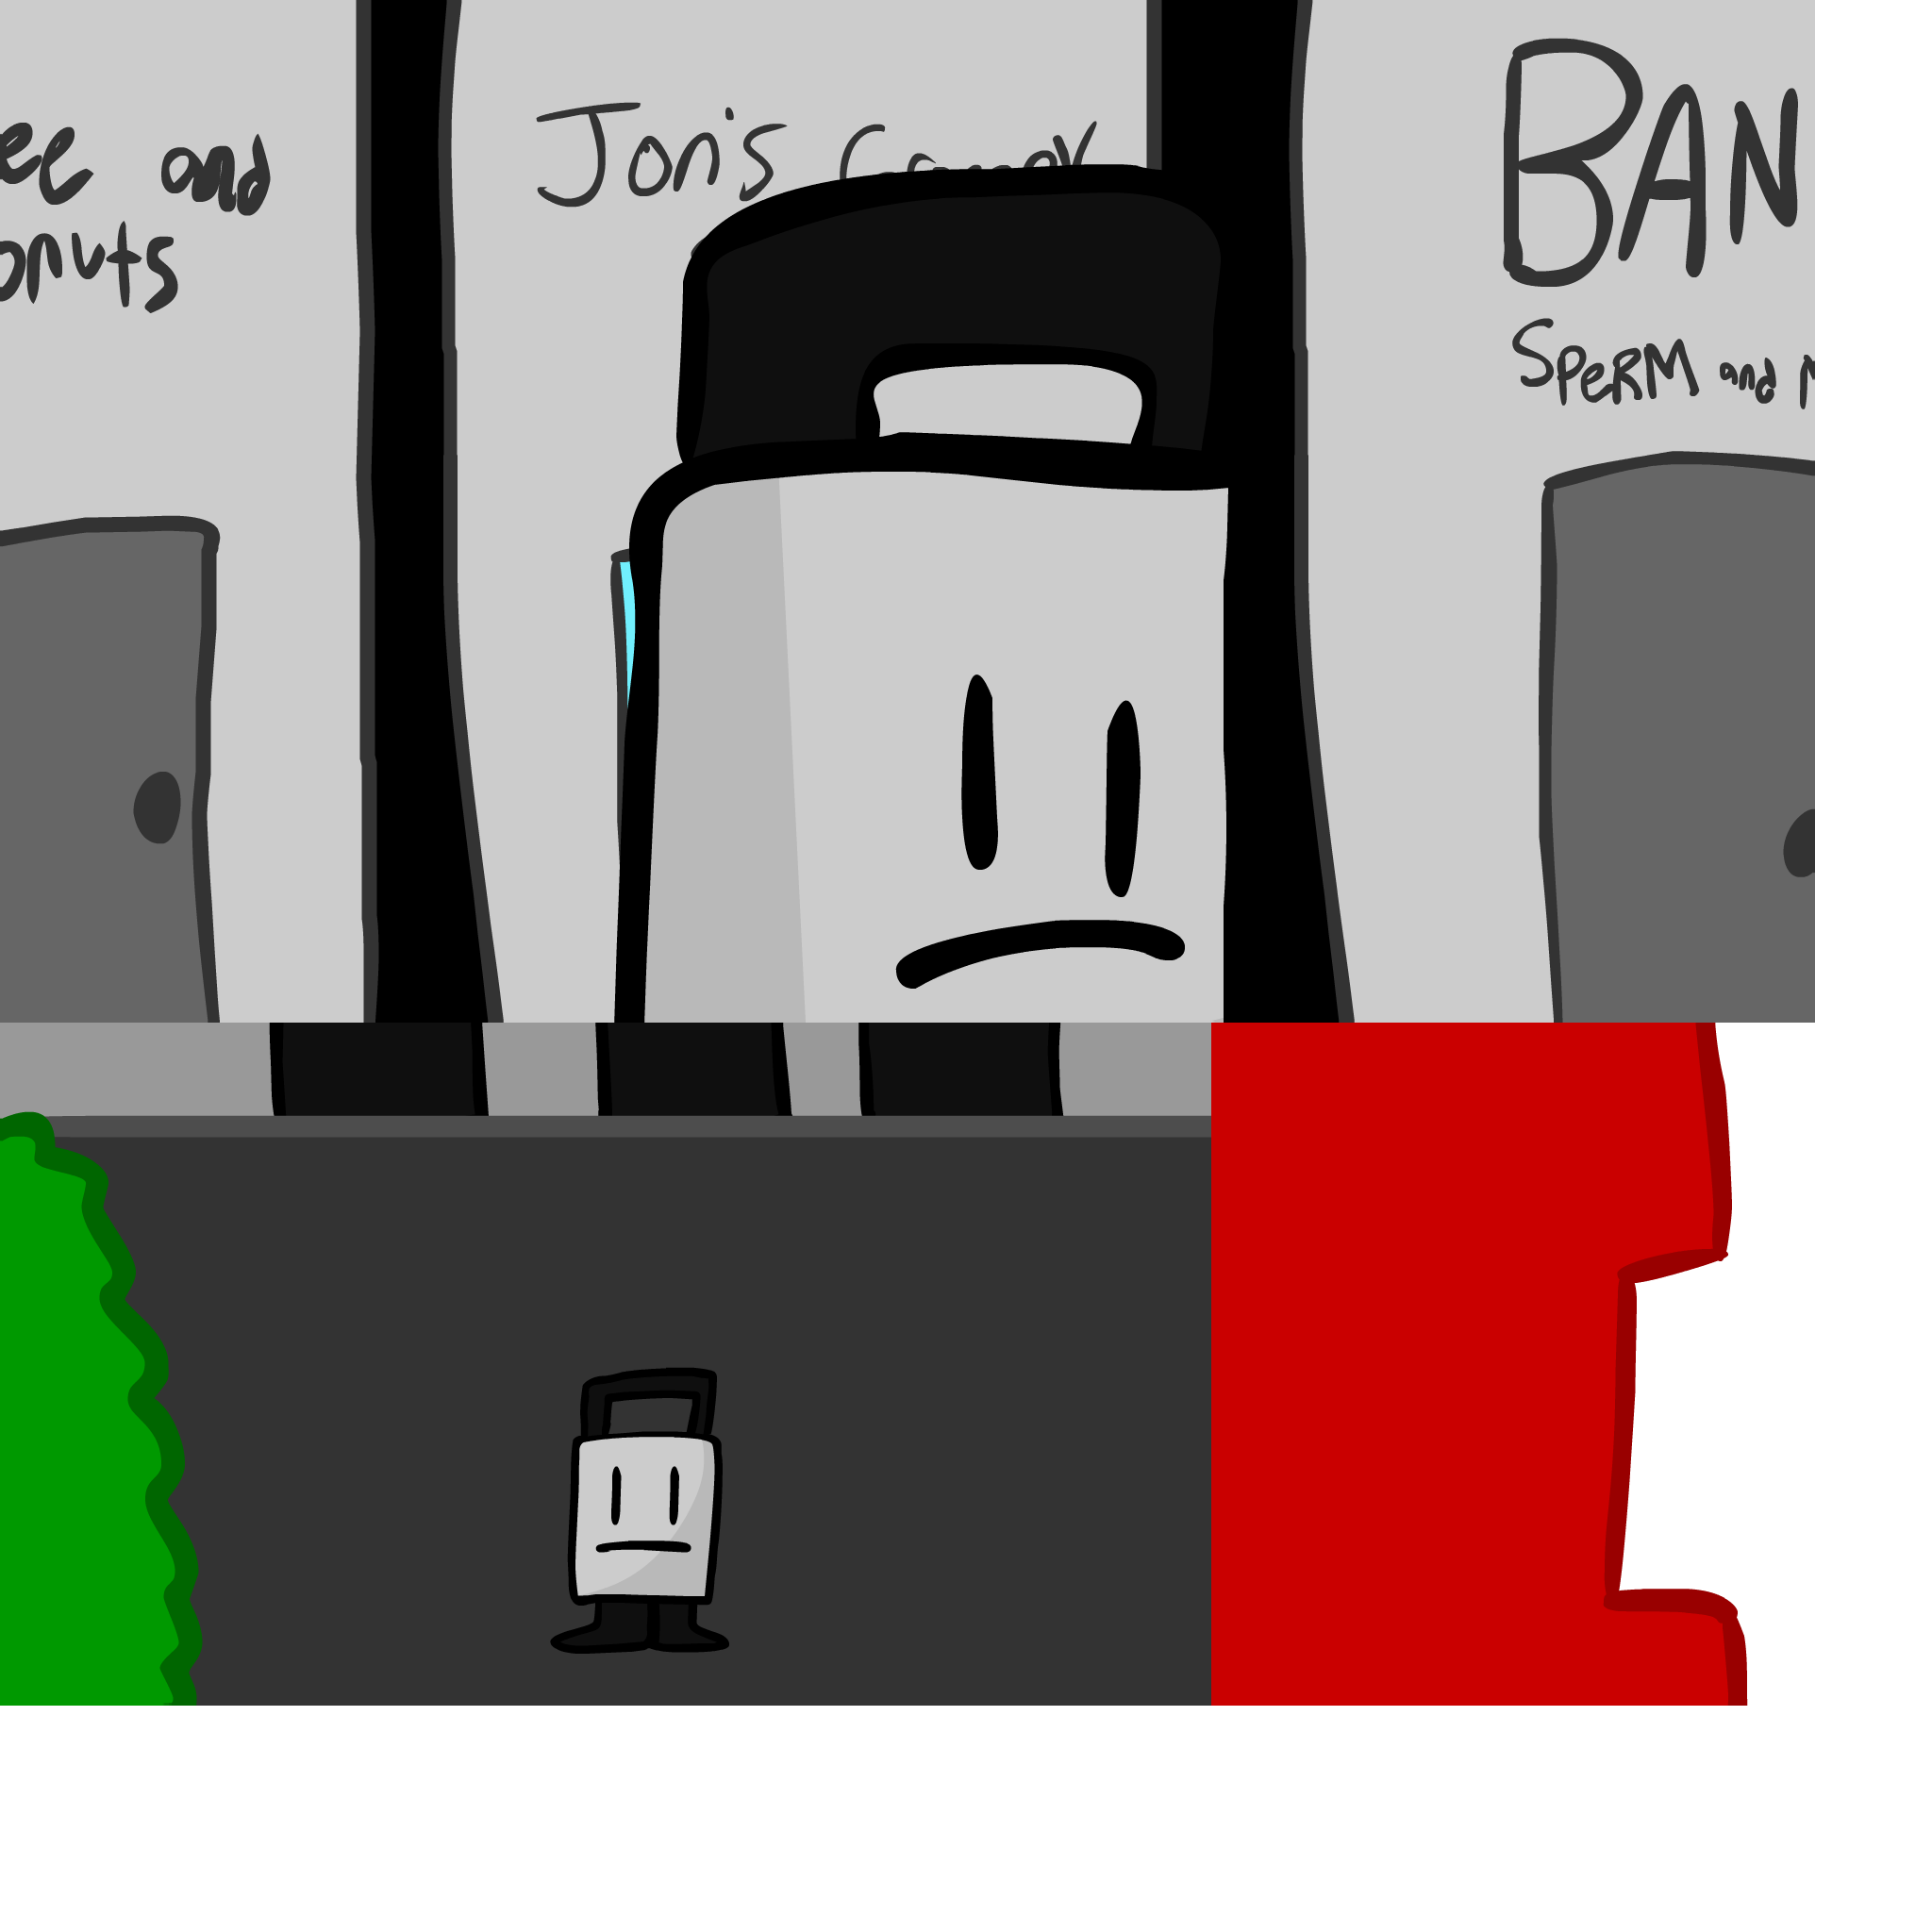 ee and
onuts
Jon's
BAN
SPeRM and